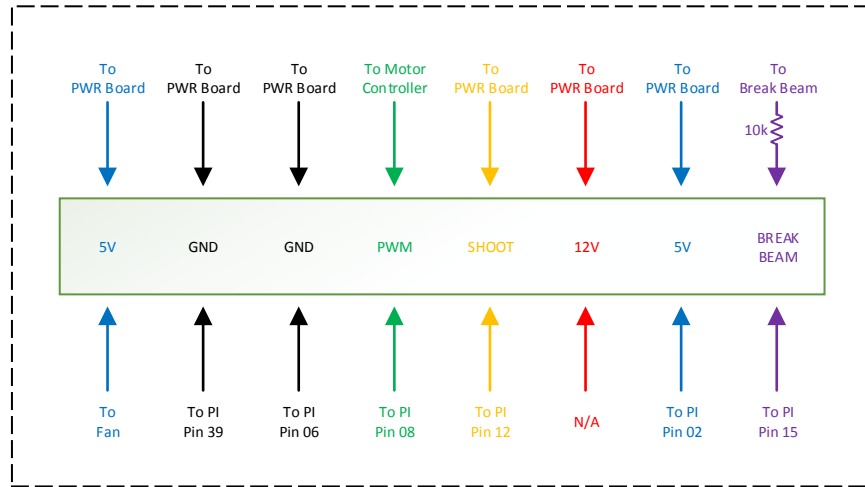 To
PWR Board
To
PWR Board
To
PWR Board
To Motor
Controller
To
PWR Board
To
PWR Board
To
PWR Board
To
Break Beam
10k
5V
GND
GND
PWM
SHOOT
12V
5V
BREAK
BEAM
To
Fan
To PI
Pin 39
To PI
Pin 06
To PI
Pin 08
To PI
Pin 12
N/A
To PI
Pin 02
To PI
Pin 15